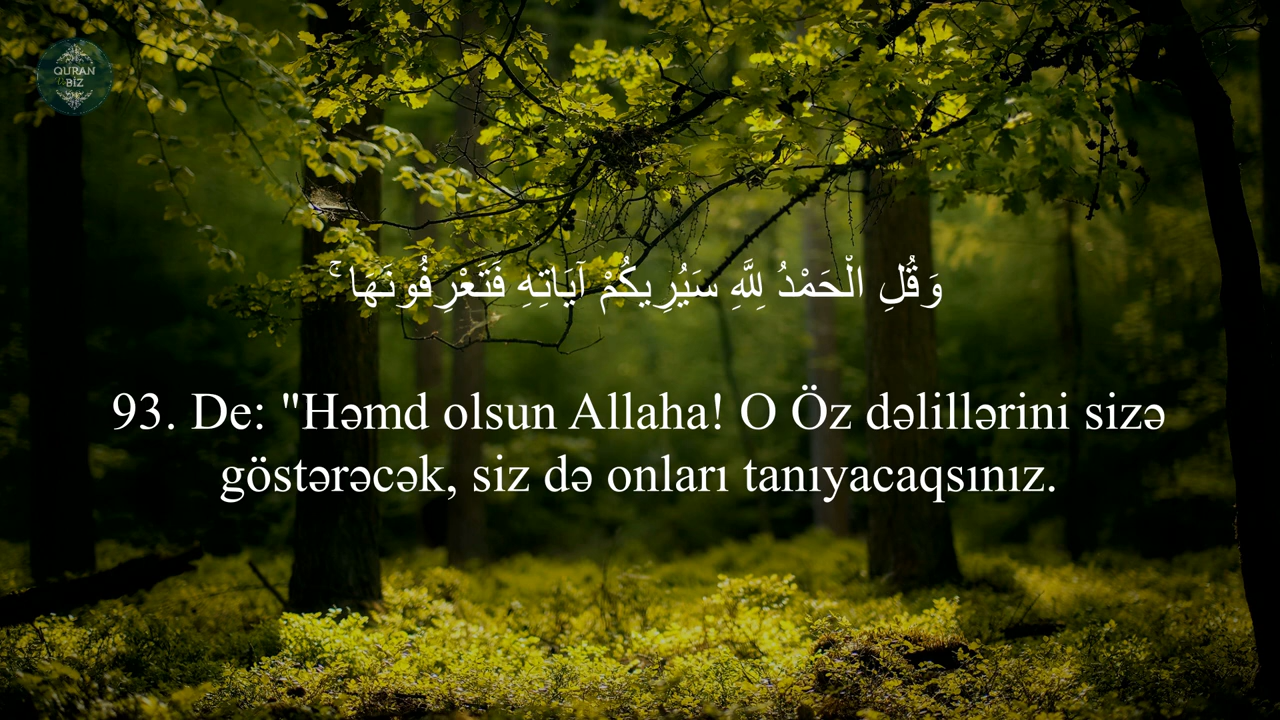 QURAN
BİZ
وَقُلِ الْحَمْدُ لِلَّهِ سَيُرِيكُمْ آيَاتِهِ فَتَعْرِفُونَهَا ۚ
93. De: "Həmd olsun Allaha! O Öz dəlillərini sizə
göstərəcək, siz də onları tanıyacaqsınız.